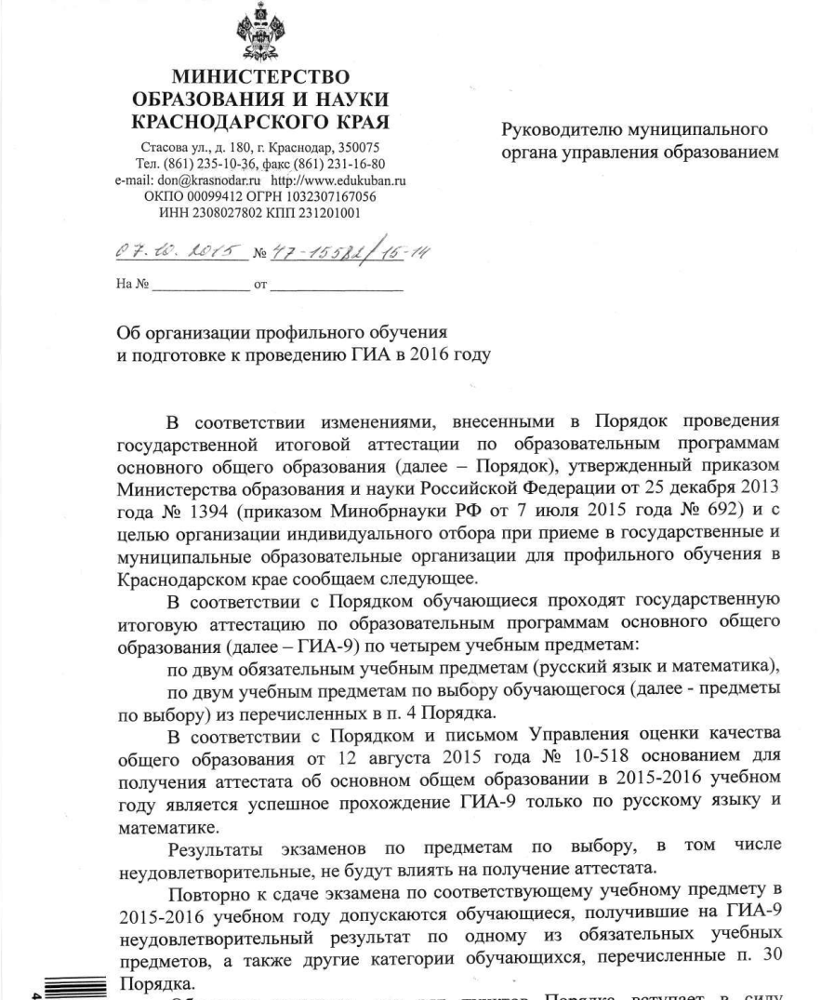 МИНИСТЕРСТВО
ОБРАЗОВАНИЯ И НАУКИ
КРАСНОДАРСКОГО КРАЯ
Стасова ул., д. 180, г. Краснодар, 350075
Тел. (861) 235-10-36, факс (861) 231-16-80
e-mail: don@krasnodar.ru http://www.edukuban.ru
ОКПО 00099412 ОГРН 1032307167056
ИНН 2308027802 КПП 231201001
07.10.2015 № 47-15582/15-14
На № ______________ от ___________________
Руководителю муниципального
органа управления образованием
Об организации профильного обучения
и подготовке к проведению ГИА в 2016 году
В соответствии изменениями, внесенными в Порядок проведения
государственной итоговой аттестации по образовательным программам
основного общего образования (далее – Порядок), утвержденный приказом
Министерства образования и науки Российской Федерации от 25 декабря 2013
года № 1394 (приказом Минобрнауки РФ от 7 июля 2015 года № 692) и с
целью организации индивидуального отбора при приеме в государственные и
муниципальные образовательные организации для профильного обучения в
Краснодарском крае сообщаем следующее.
В соответствии с Порядком обучающиеся проходят государственную
итоговую аттестацию по образовательным программам основного общего
образования (далее – ГИА-9) по четырем учебным предметам:
по двум обязательным учебным предметам (русский язык и математика),
по двум учебным предметам по выбору обучающегося (далее - предметы
по выбору) из перечисленных в п. 4 Порядка.
В соответствии с Порядком и письмом Управления оценки качества
общего образования от 12 августа 2015 года № 10-518 основанием для
получения аттестата об основном общем образовании в 2015-2016 учебном
году является успешное прохождение ГИА-9 только по русскому языку и
математике.
Результаты экзаменов по предметам по выбору, в том числе
неудовлетворительные, не будут влиять на получение аттестата.
Повторно к сдаче экзамена по соответствующему учебному предмету в
2015-2016 учебном году допускаются обучающиеся, получившие на ГИА-9
неудовлетворительный результат по одному из обязательных учебных
предметов, а также другие категории обучающихся, перечисленные п. 30
Порядка.
пунктов Порядка вступает в силу
4